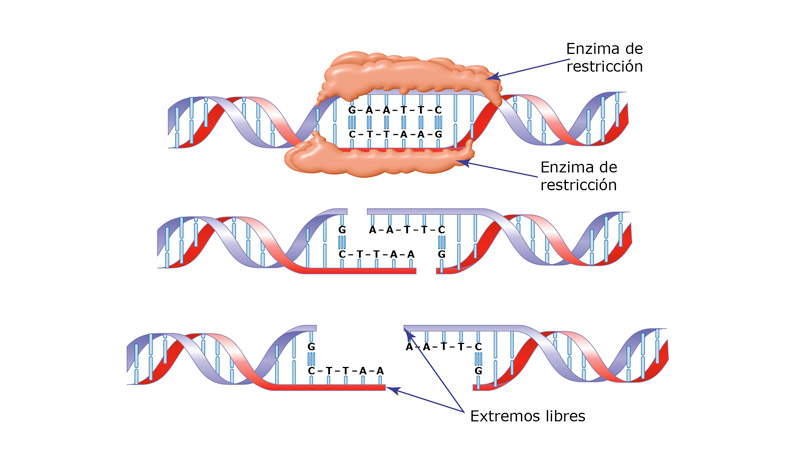 Enzima de
restricción
G-A-A-T-T-C
C-T-T-A-A-G
Enzima de
restricción
G A-A-T-T-C
C-T-T-A-A G
G A-A-T-T-C
C-T-T-A-A G
Extremos libres